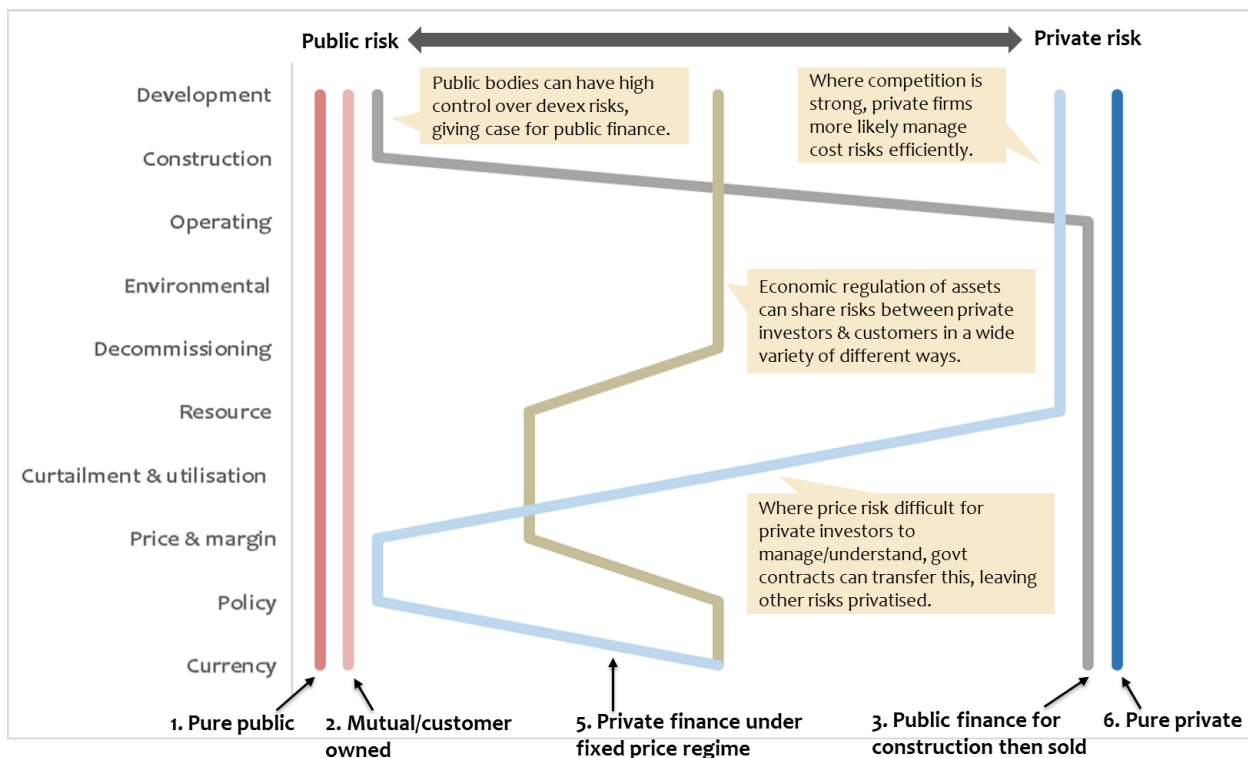 Public risk
Private risk
Development
Construction
Operating
Environmental
Decommissioning
Resource
Curtailment & utilisation
Price & margin
Policy
Currency
Public bodies can have high
control over devex risks,
giving case for public finance.
Where competition is
strong, private firms
more likely manage
cost risks efficiently.
Economic regulation of assets
can share risks between private
investors & customers in a wide
variety of different ways.
Where price risk difficult for
private investors to
manage/understand, govt
contracts can transfer this, leaving
other risks privatised.
1. Pure public
2. Mutual/customer
owned
5. Private finance under
fixed price regime
3. Public finance for
construction then sold
6. Pure private